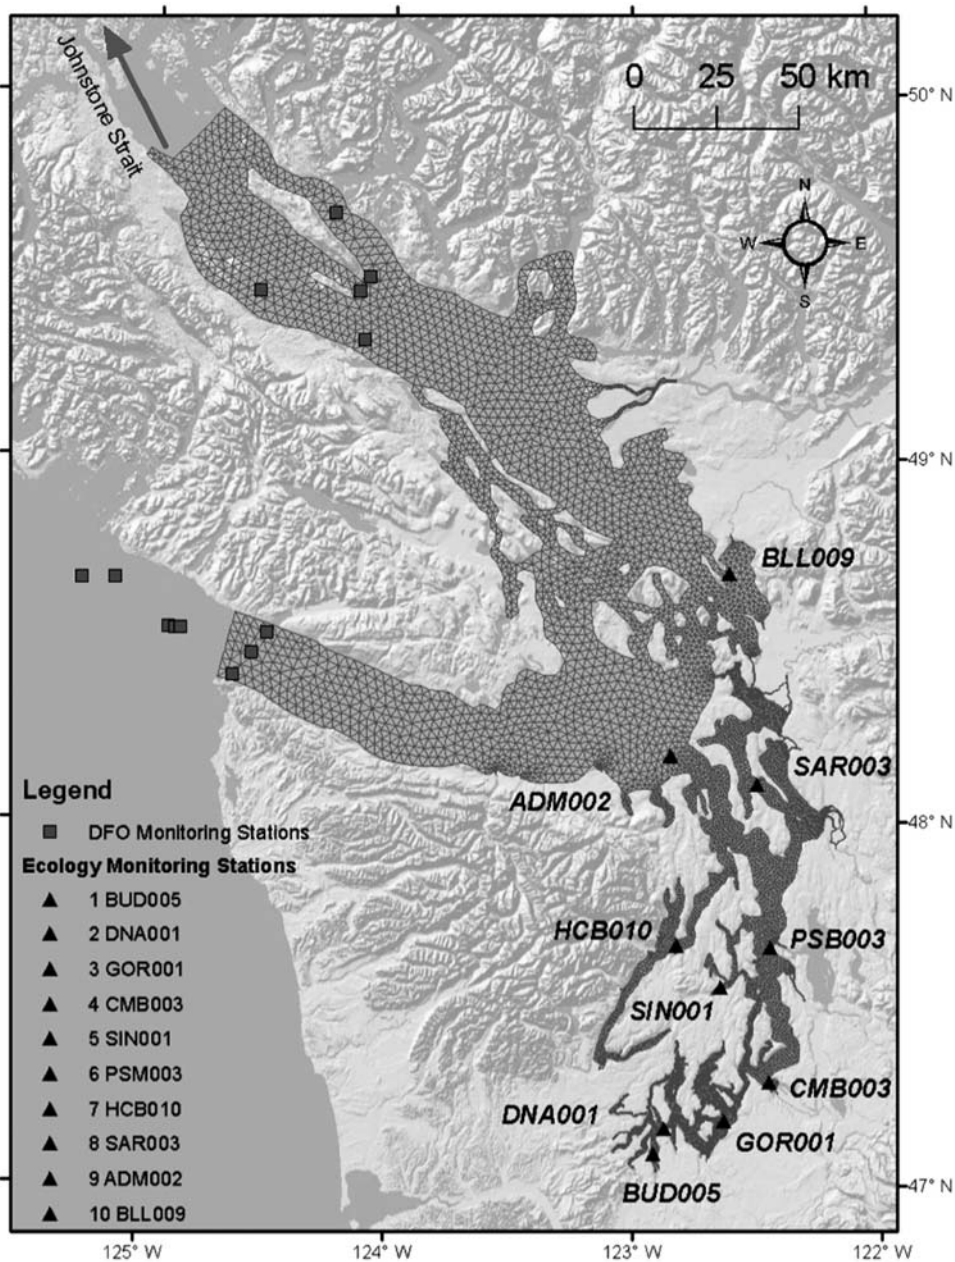 Johnstone Strait
0 25 50 km
50° N
N
W E
S
49° N
BLL009
SAR003
ADM002
48° N
Legend
DFO Monitoring Stations
Ecology Monitoring Stations
1 BUD005
2 DNA001
3 GOR001
4 CMB003
5 SIN001
6 PSM003
7 HCB010
8 SAR003
9 ADM002
10 BLL009
HCB010
PSB003
SIN001
CMB003
DNA001
GOR001
BUD005
47° N
125° W 124° W 123° W 122° W